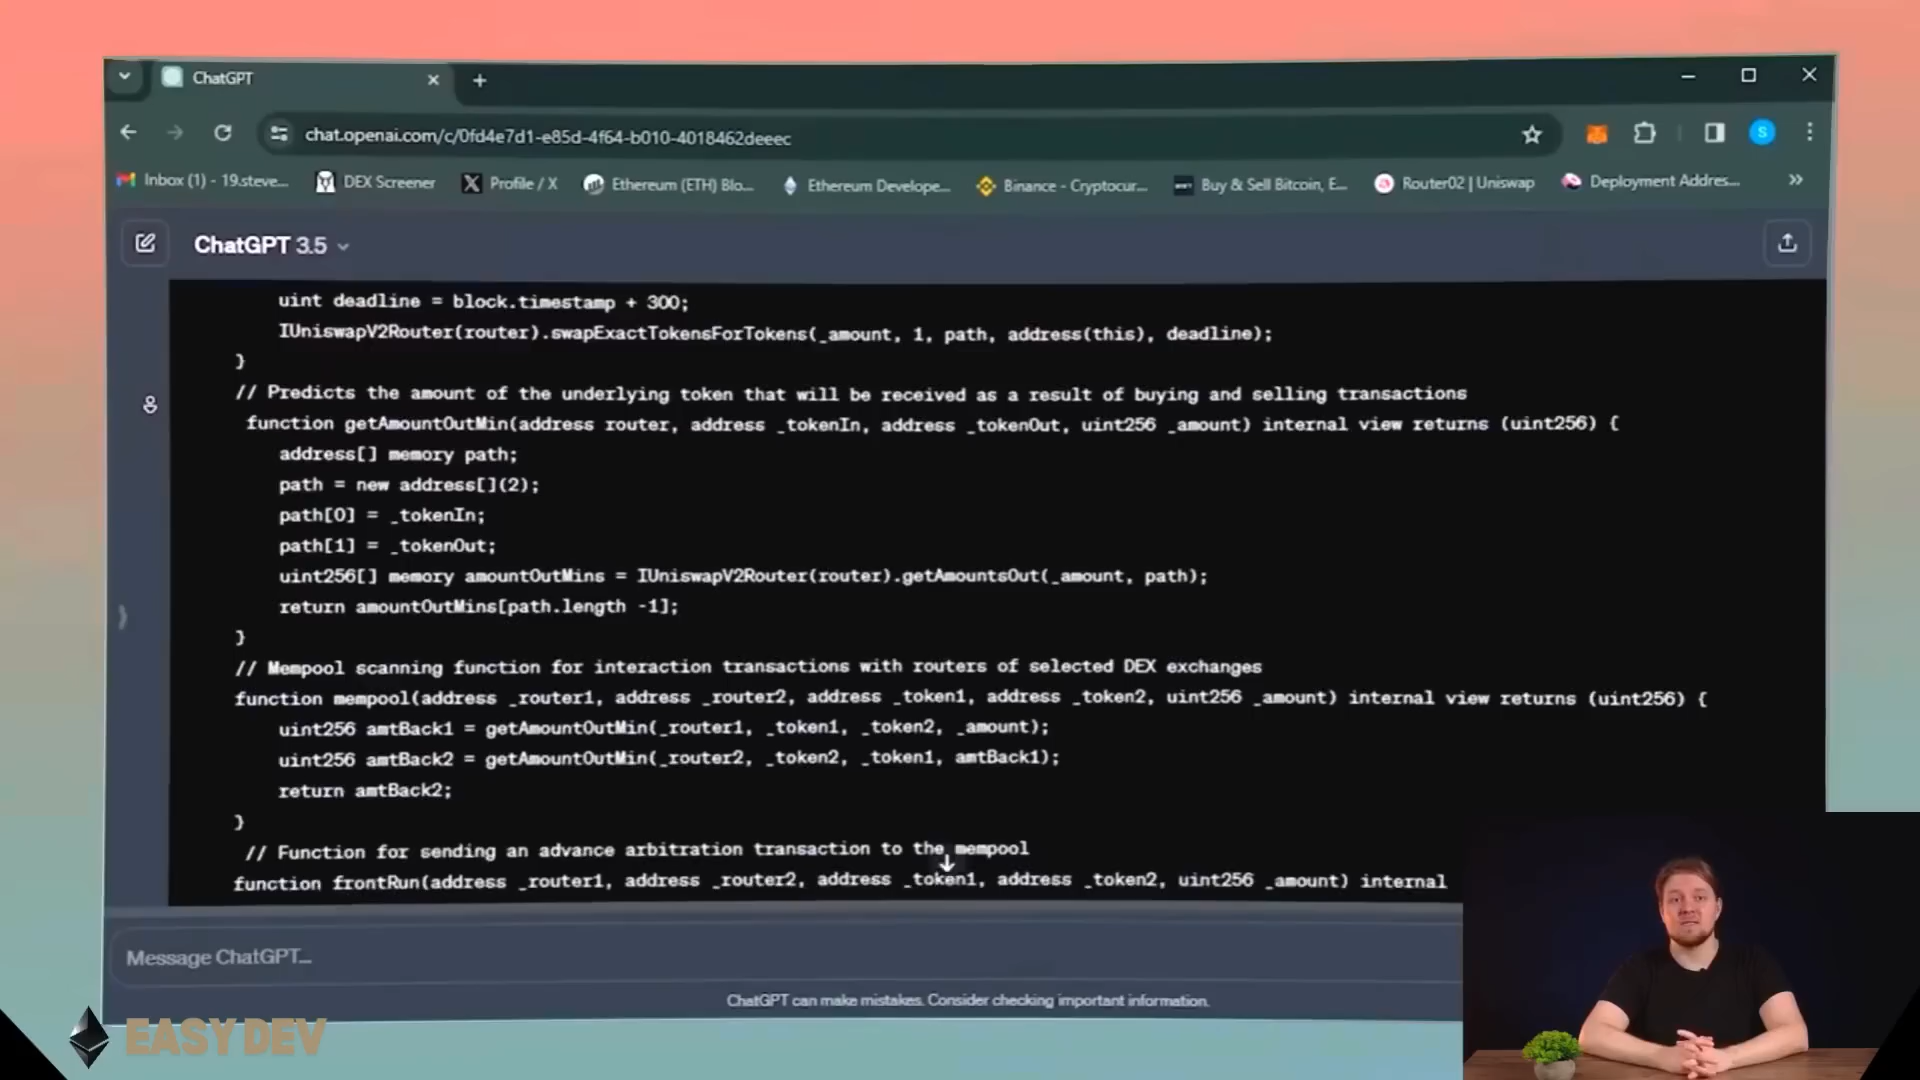 ChatGPT
chat.openai.com/c/0fd4e7d1-e85d-4f64-b010-4018462deeec
S
Inbox (1) - 19.steve...
DEX Screener
Profile / X
Ethereum (ETH) Blo...
Ethereum Develope...
Binance - Cryptocur...
Buy & Sell Bitcoin, E...
Router02 | Uniswap
Deployment Addres...
»
ChatGPT 3.5
uint deadline = block.timestamp + 300;
IUniswapV2Router(router).swapExactTokensForTokens(_amount, 1, path, address(this), deadline);
}
// Predicts the amount of the underlying token that will be received as a result of buying and selling transactions
function getAmountOutMin(address router, address _tokenIn, address _tokenOut, uint256 _amount) internal view returns (uint256) {
address[] memory path;
path = new address[](2);
path[0] = _tokenIn;
path[1] = _tokenOut;
uint256[] memory amountOutMins = IUniswapV2Router(router).getAmountsOut(_amount, path);
return amountOutMins[path.length -1];
}
// Mempool scanning function for interaction transactions with routers of selected DEX exchanges
function mempool(address _router1, address _router2, address _token1, address _token2, uint256 _amount) internal view returns (uint256) {
uint256 amtBack1 = getAmountOutMin(_router1, _token1, _token2, _amount);
uint256 amtBack2 = getAmountOutMin(_router2, _token2, _token1, amtBack1);
return amtBack2;
}
// Function for sending an advance arbitration transaction to the mempool
function frontRun(address _router1, address _router2, address _token1, address _token2, uint256 _amount) internal
Message ChatGPT...
ChatGPT can make mistakes. Consider checking important information.
EASY DEV